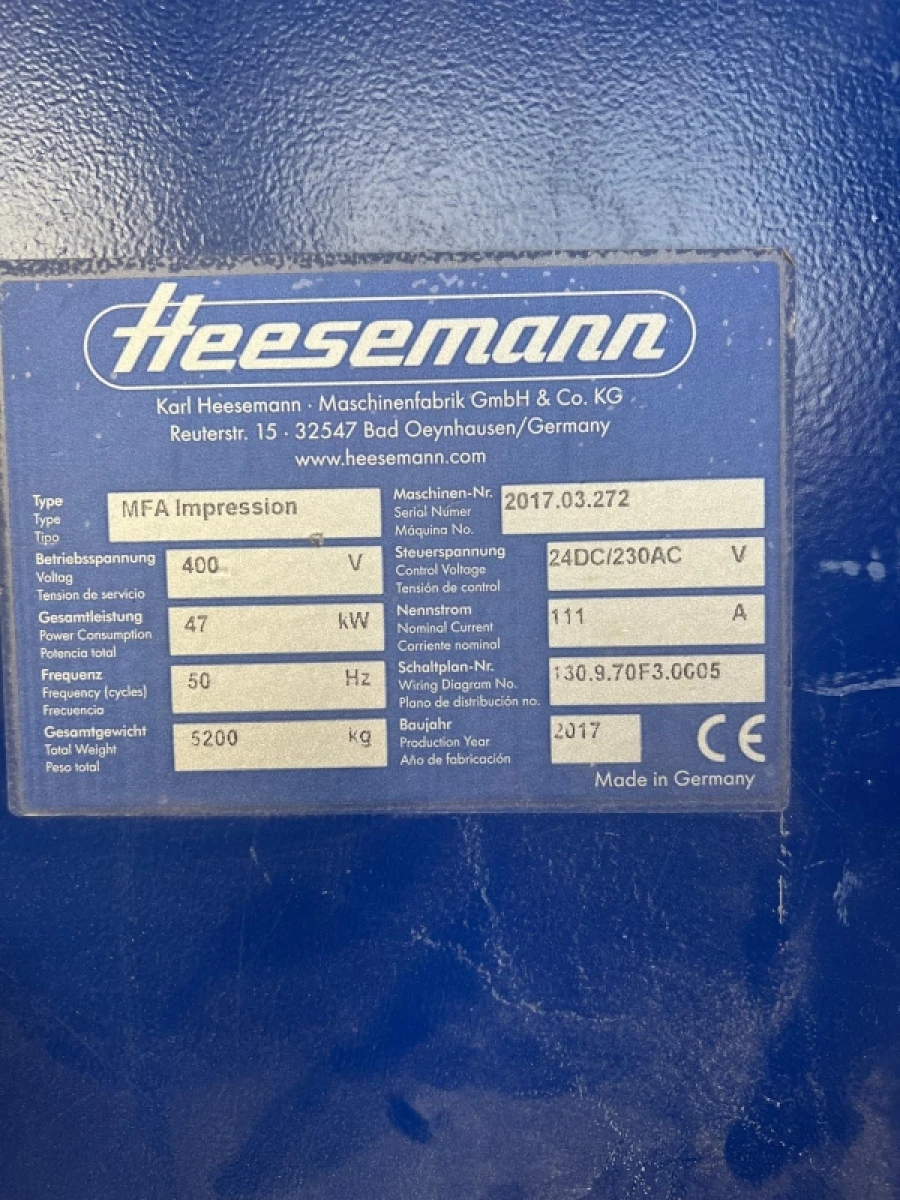 Heesemann
Karl Heesemann · Maschinenfabrik GmbH & Co. KG
Reuterstr. 15 · 32547 Bad Oeynhausen/Germany
www.heesemann.com
Type
Type
Tipo
MFA Impression
Maschinen-Nr.
Serial Númer
Máquina No.
2017.03.272
Betriebsspannung
Voltag
Tension de servicio
400 V
Steuerspannung
Control Voltage
Tensión de control
24DC/230AC V
Gesamtleistung
Power Consumption
Potencia total
47 kW
Nennstrom
Nominal Current
Corriente nominal
111 A
Frequenz
Frequency (cycles)
Frecuencia
50 Hz
Schaltplan-Nr.
Wiring Diagram No.
Plano de distribución no.
130.9.70F3.0005
Gesamtgewicht
Total Weight
Peso total
5200 kg
Baujahr
Production Year
Año de fabricación
2017
CE
Made in Germany